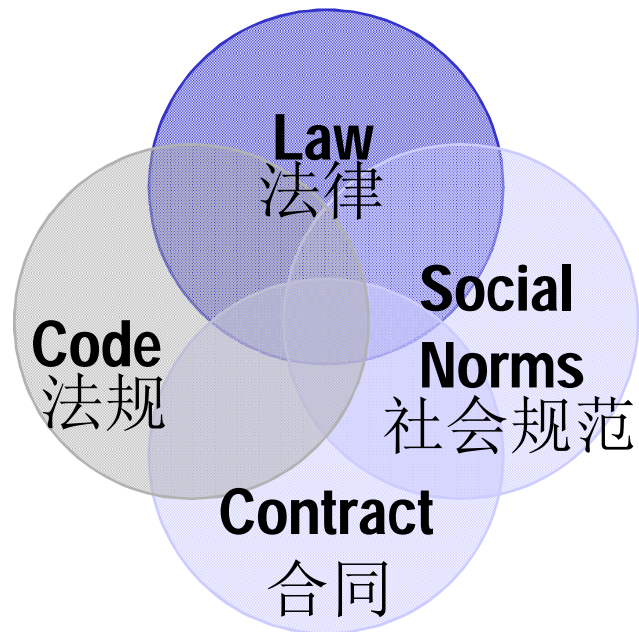 Law
法律
Code
法规
Social
Norms
社会规范
Contract
合同